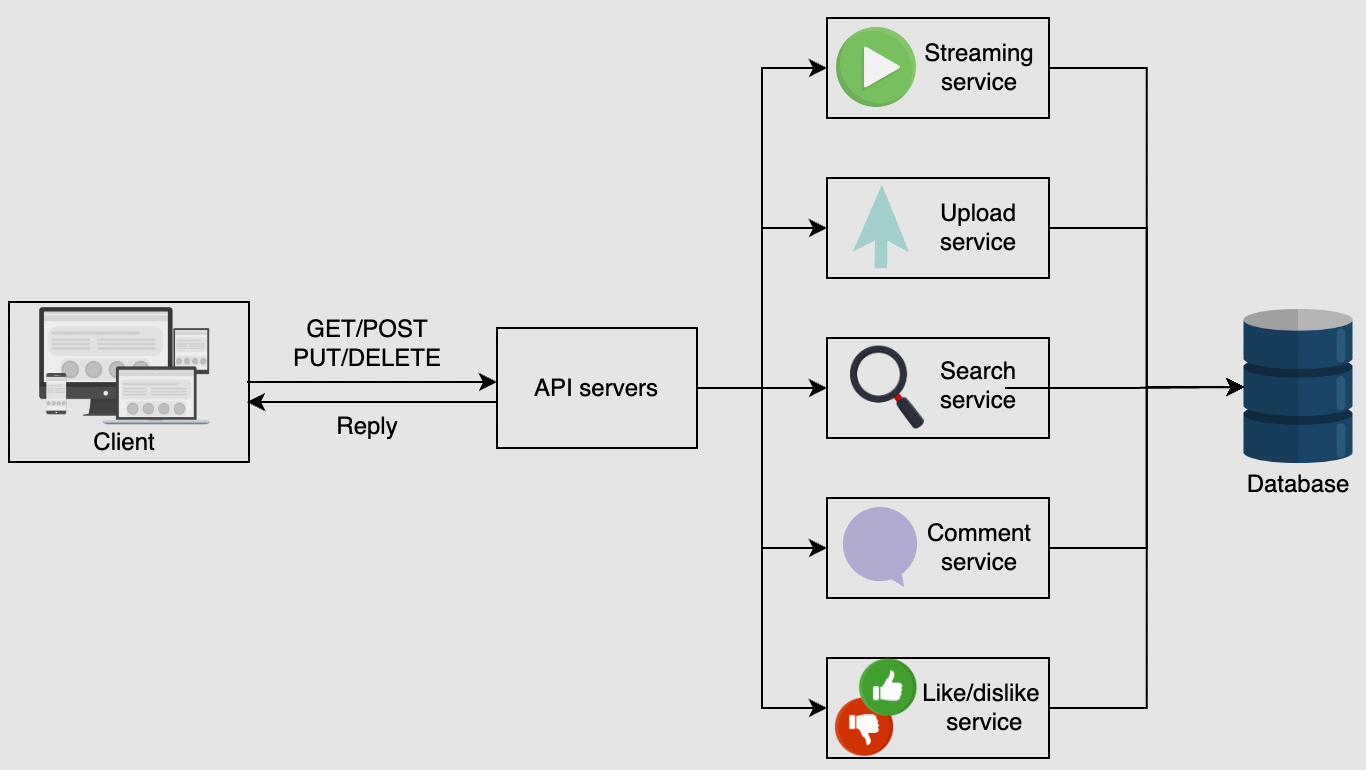 Streaming
service
Upload
service
GET/POST
PUT/DELETE
Search
service
API servers
Reply
Client
Database
Comment
service
Like/dislike
service